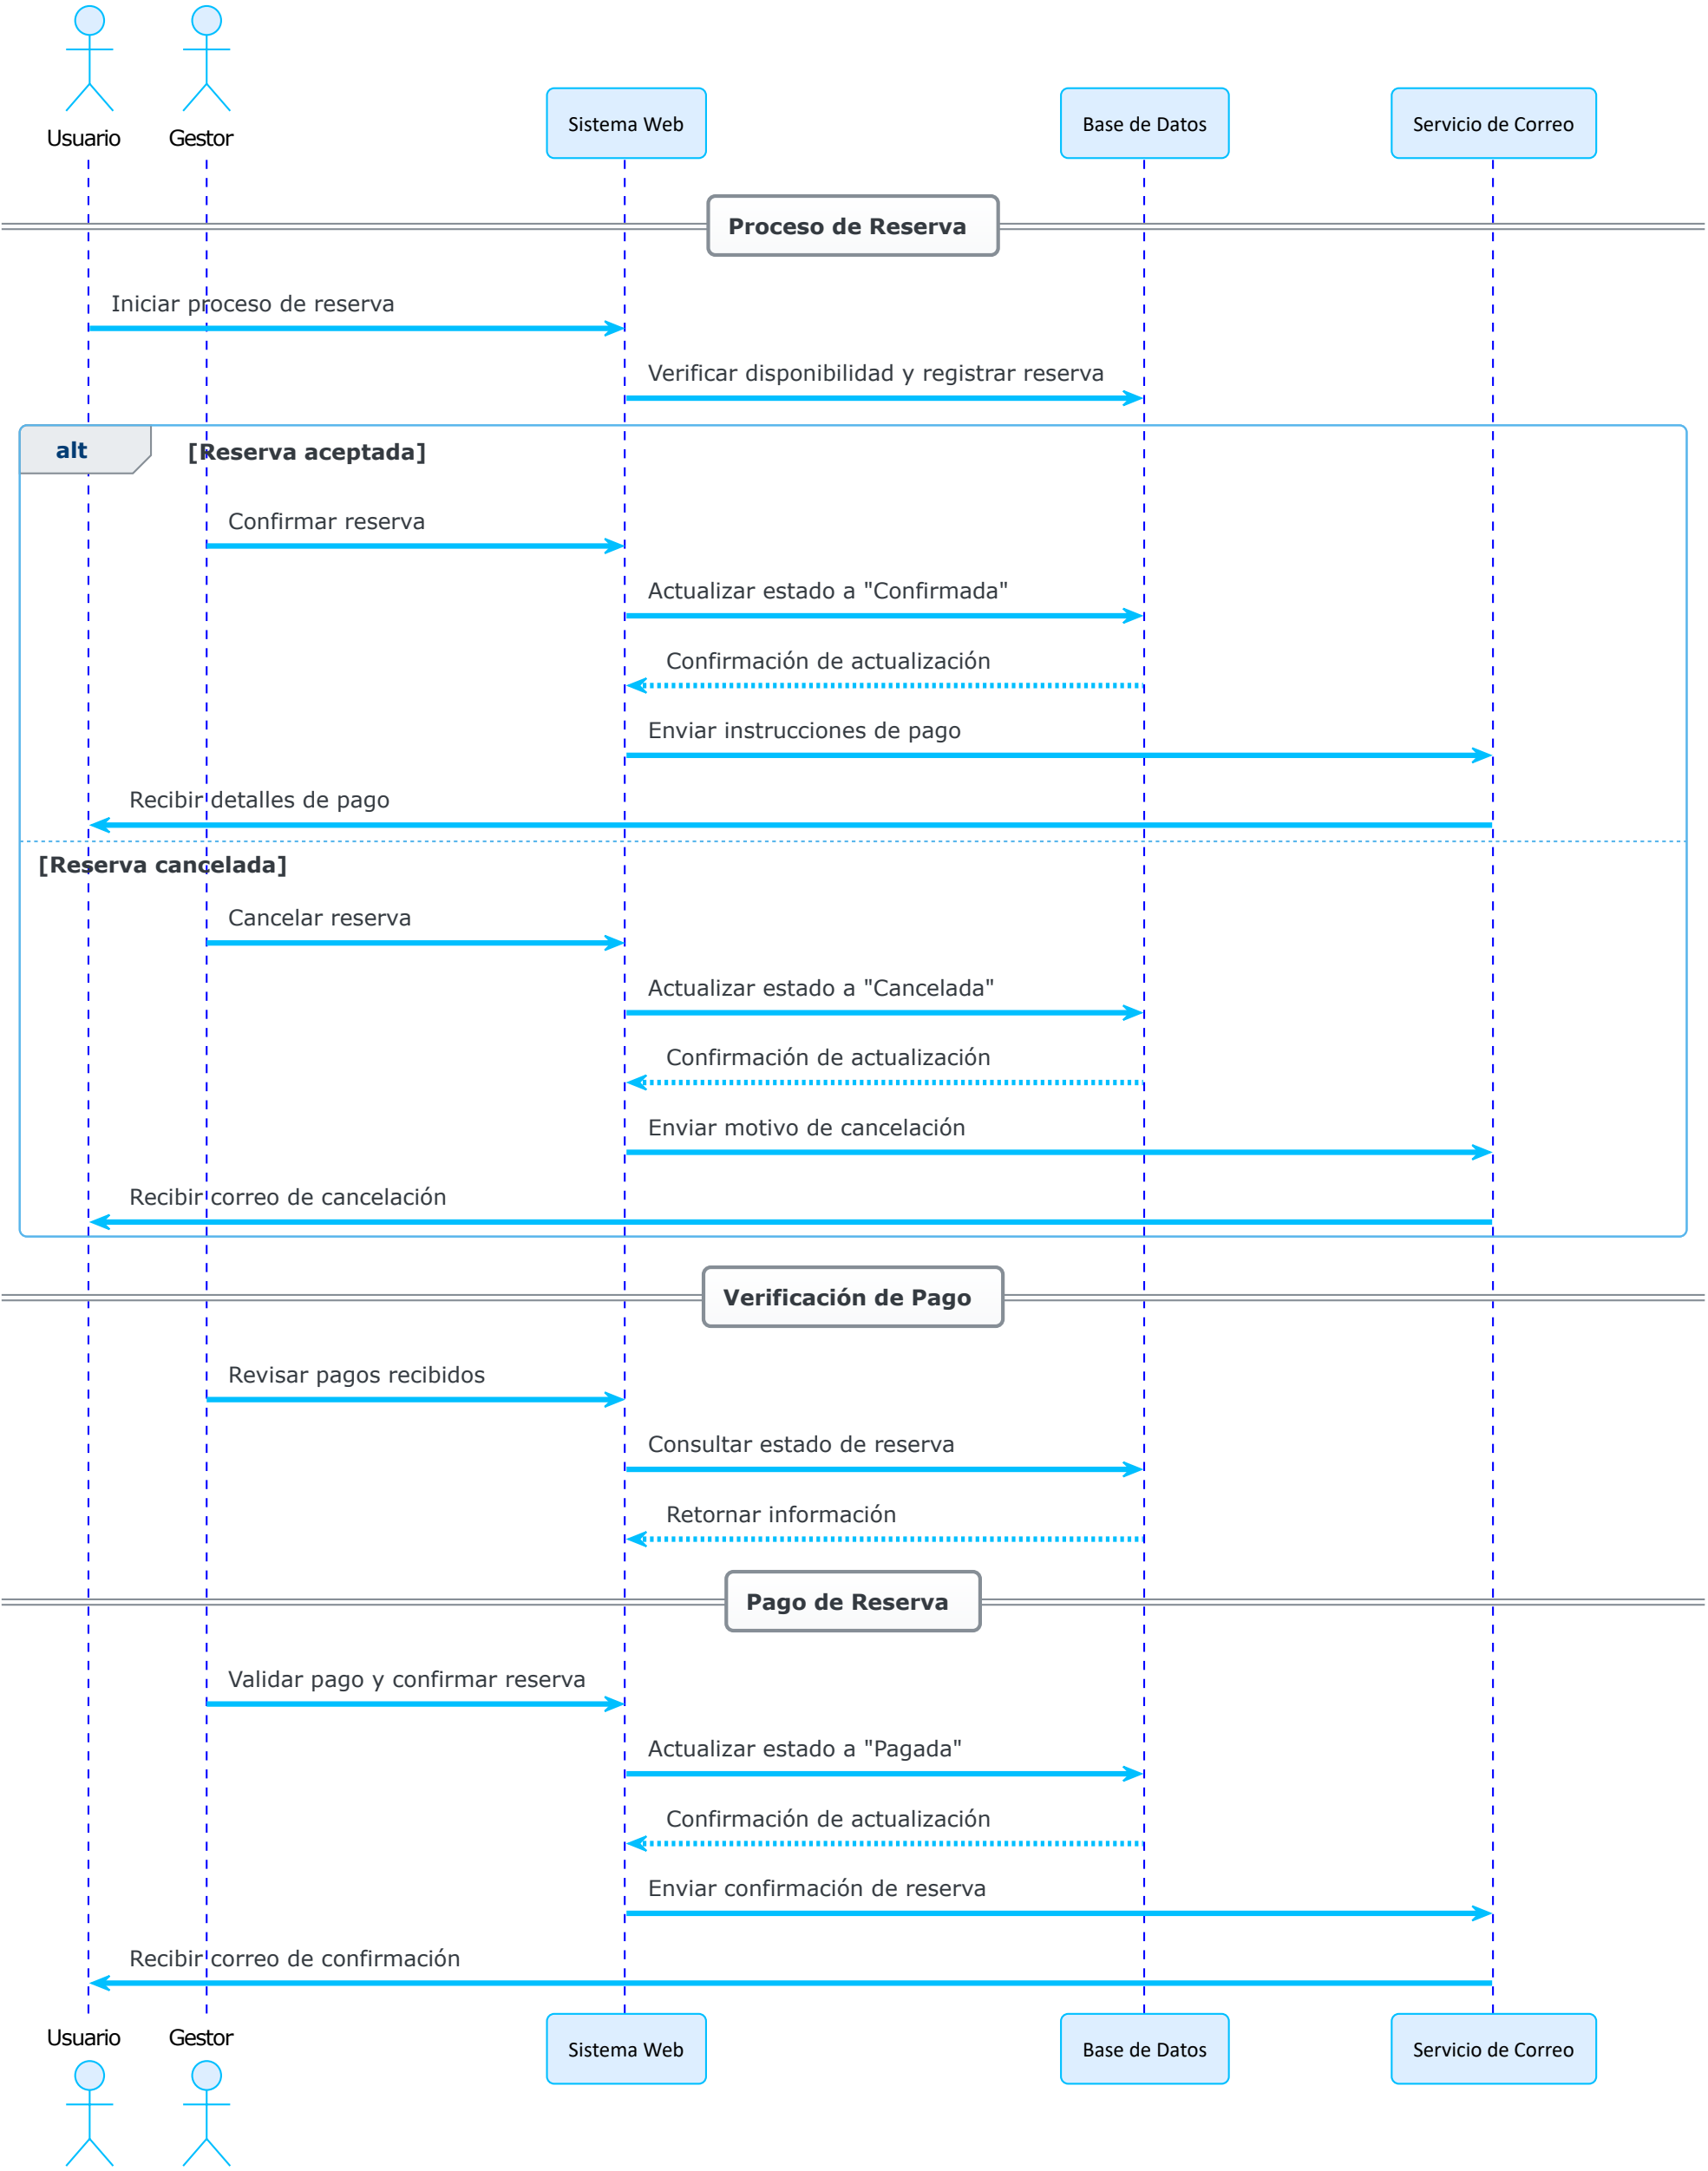 Usuario
Gestor
Sistema Web
Base de Datos
Servicio de Correo
Proceso de Reserva
Iniciar proceso de reserva
Verificar disponibilidad y registrar reserva
alt
[Reserva aceptada]
Confirmar reserva
Actualizar estado a "Confirmada"
Confirmación de actualización
Enviar instrucciones de pago
Recibir detalles de pago
[Reserva cancelada]
Cancelar reserva
Actualizar estado a "Cancelada"
Confirmación de actualización
Enviar motivo de cancelación
Recibir correo de cancelación
Verificación de Pago
Revisar pagos recibidos
Consultar estado de reserva
Retornar información
Pago de Reserva
Validar pago y confirmar reserva
Actualizar estado a "Pagada"
Confirmación de actualización
Enviar confirmación de reserva
Recibir correo de confirmación
Usuario
Gestor
Sistema Web
Base de Datos
Servicio de Correo